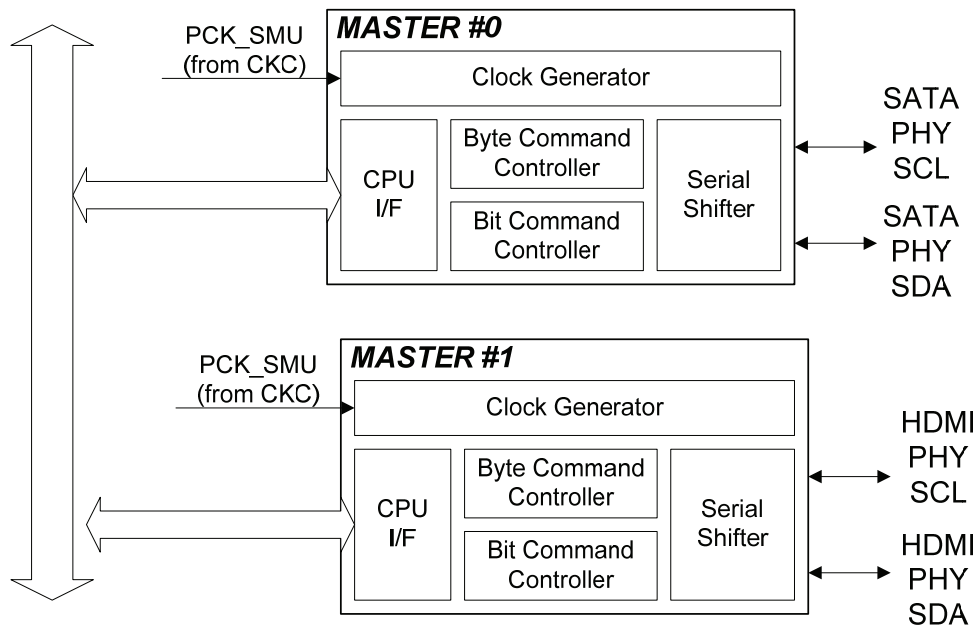 MASTER #0
PCK_SMU
(from CKC)
Clock Generator
CPU
I/F
Byte Command
Controller
Bit Command
Controller
Serial
Shifter
SATA
PHY
SCL
SATA
PHY
SDA
MASTER #1
PCK_SMU
(from CKC)
Clock Generator
CPU
I/F
Byte Command
Controller
Bit Command
Controller
Serial
Shifter
HDMI
PHY
SCL
HDMI
PHY
SDA